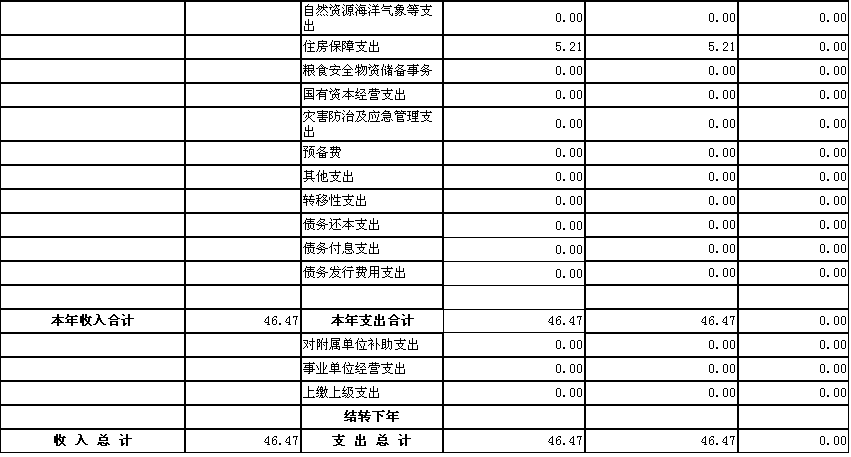 自然资源海洋气象等支 0.00 0.00 0.00
出
住房保障支出 5.21 5.21 0.00
粮食安全物资储备事务 0.00 0.00 0.00
国有资本经营支出 0.00 0.00 0.00
灾害防治及应急管理支 0.00 0.00 0.00
出
预备费 0.00 0.00 0.00
其他支出 0.00 0.00 0.00
转移性支出 0.00 0.00 0.00
债务还本支出 0.00 0.00 0.00
债务付息支出 0.00 0.00 0.00
债务发行费用支出 0.00 0.00 0.00
本年收入合计 46.47 本年支出合计 46.47 46.47 0.00
对附属单位补助支出 0.00 0.00 0.00
事业单位经营支出 0.00 0.00 0.00
上缴上级支出 0.00 0.00 0.00
结转下年
收 入 总 计 46.47 支 出 总 计 46.47 46.47 0.00